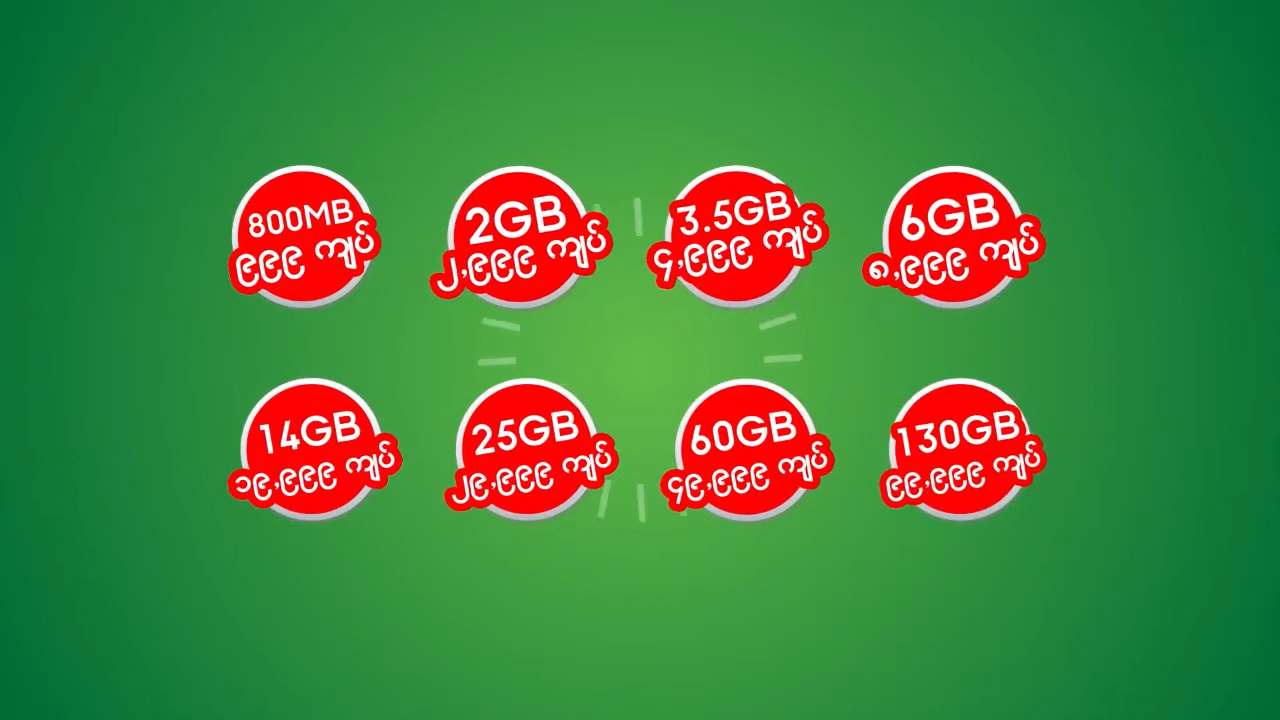 800MB
၉၉၉ ကျပ်
2GB
၂,၉၉၉ ကျပ်
3.5GB
၄,၉၉၉ ကျပ်
6GB
၈,၉၉၉ ကျပ်
14GB
၁၉,၉၉၉ ကျပ်
25GB
၂၉,၉၉၉ ကျပ်
60GB
၄၉,၉၉၉ ကျပ်
130GB
၉၉,၉၉၉ ကျပ်